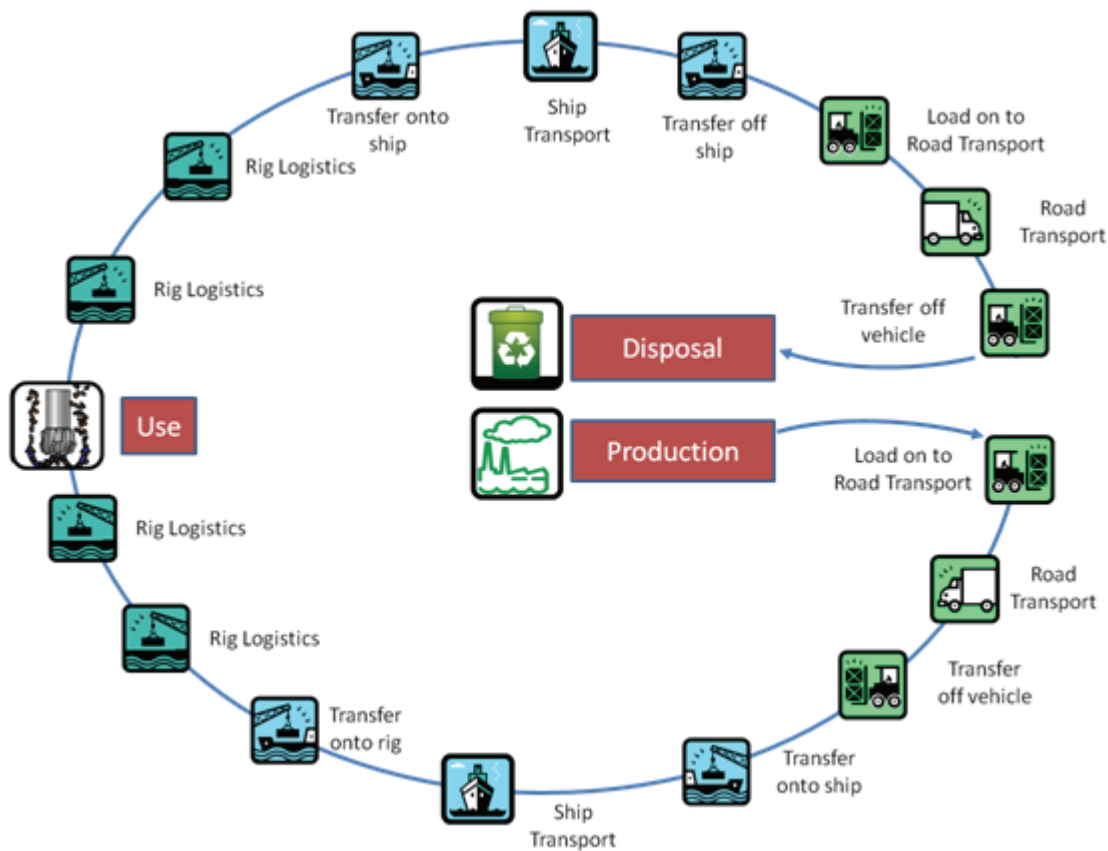 Transfer onto
ship
Ship
Transport
Transfer off
ship
Load on to
Road Transport
Rig Logistics
Road
Transport
Rig Logistics
Transfer off
vehicle
Disposal
Use
Production
Load on to
Road Transport
Rig Logistics
Road
Transport
Rig Logistics
Transfer
off vehicle
Transfer
onto rig
Transfer
onto ship
Ship
Transport